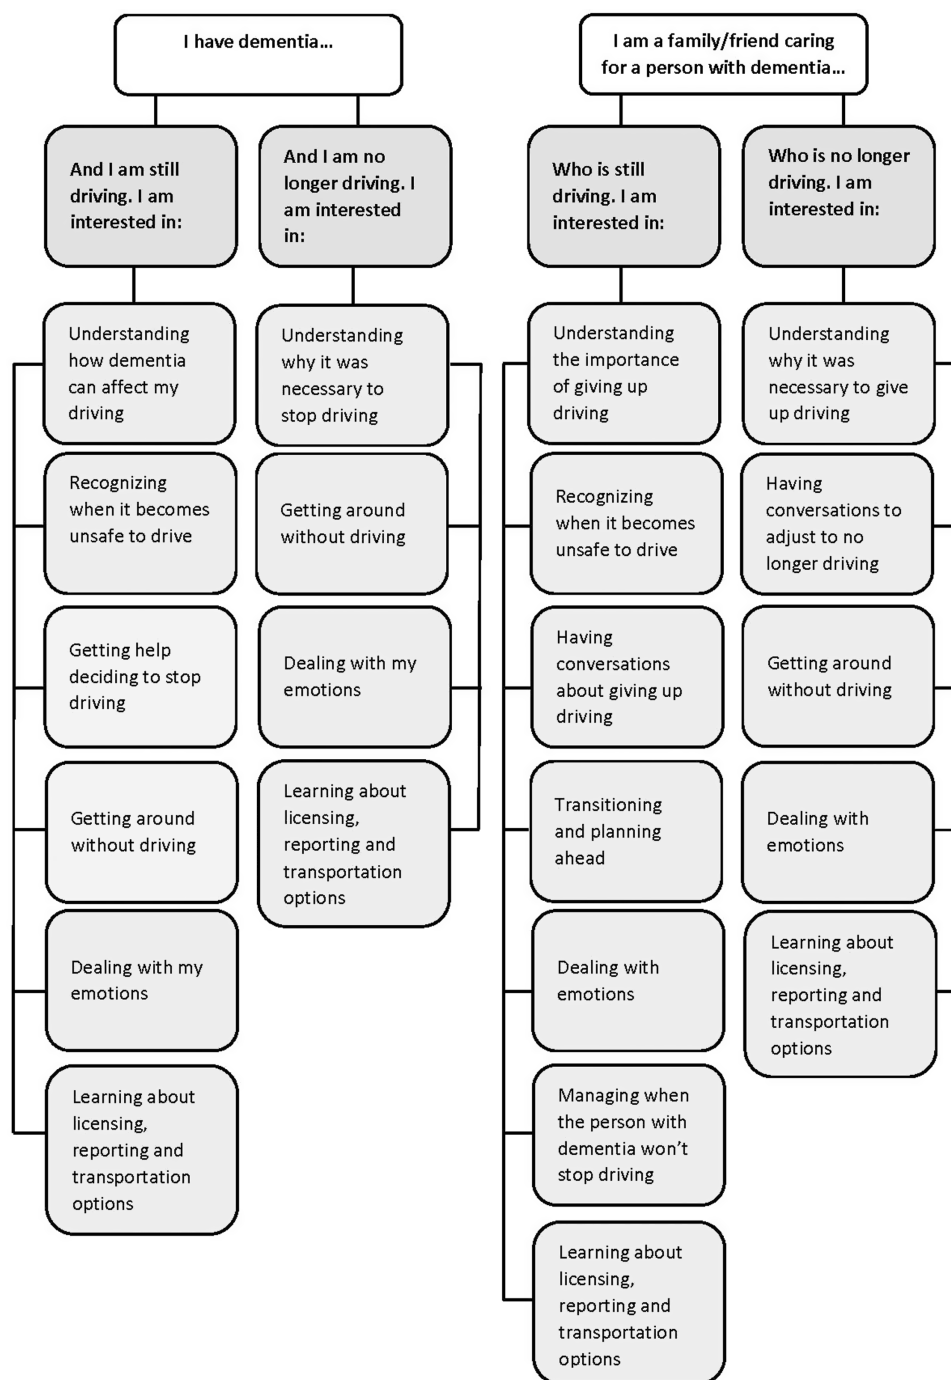 I have dementia...
And I am still
driving. I am
interested in:
Understanding
how dementia
can affect my
driving
Recognizing
when it becomes
unsafe to drive
Getting help
deciding to stop
driving
Getting around
without driving
Dealing with my
emotions
Learning about
licensing,
reporting and
transportation
options
And I am no
longer driving. I
am interested
in:
Understanding
why it was
necessary to
stop driving
Getting around
without driving
Dealing with my
emotions
Learning about
licensing,
reporting and
transportation
options
I am a family/friend caring
for a person with dementia...
Who is still
driving. I am
interested in:
Understanding
the importance
of giving up
driving
Recognizing
when it becomes
unsafe to drive
Having
conversations
about giving up
driving
Transitioning
and planning
ahead
Dealing with
emotions
Managing when
the person with
dementia won’t
stop driving
Learning about
licensing,
reporting and
transportation
options
Who is no longer
driving. I am
interested in:
Understanding
why it was
necessary to give
up driving
Having
conversations to
adjust to no
longer driving
Getting around
without driving
Dealing with
emotions
Learning about
licensing,
reporting and
transportation
options